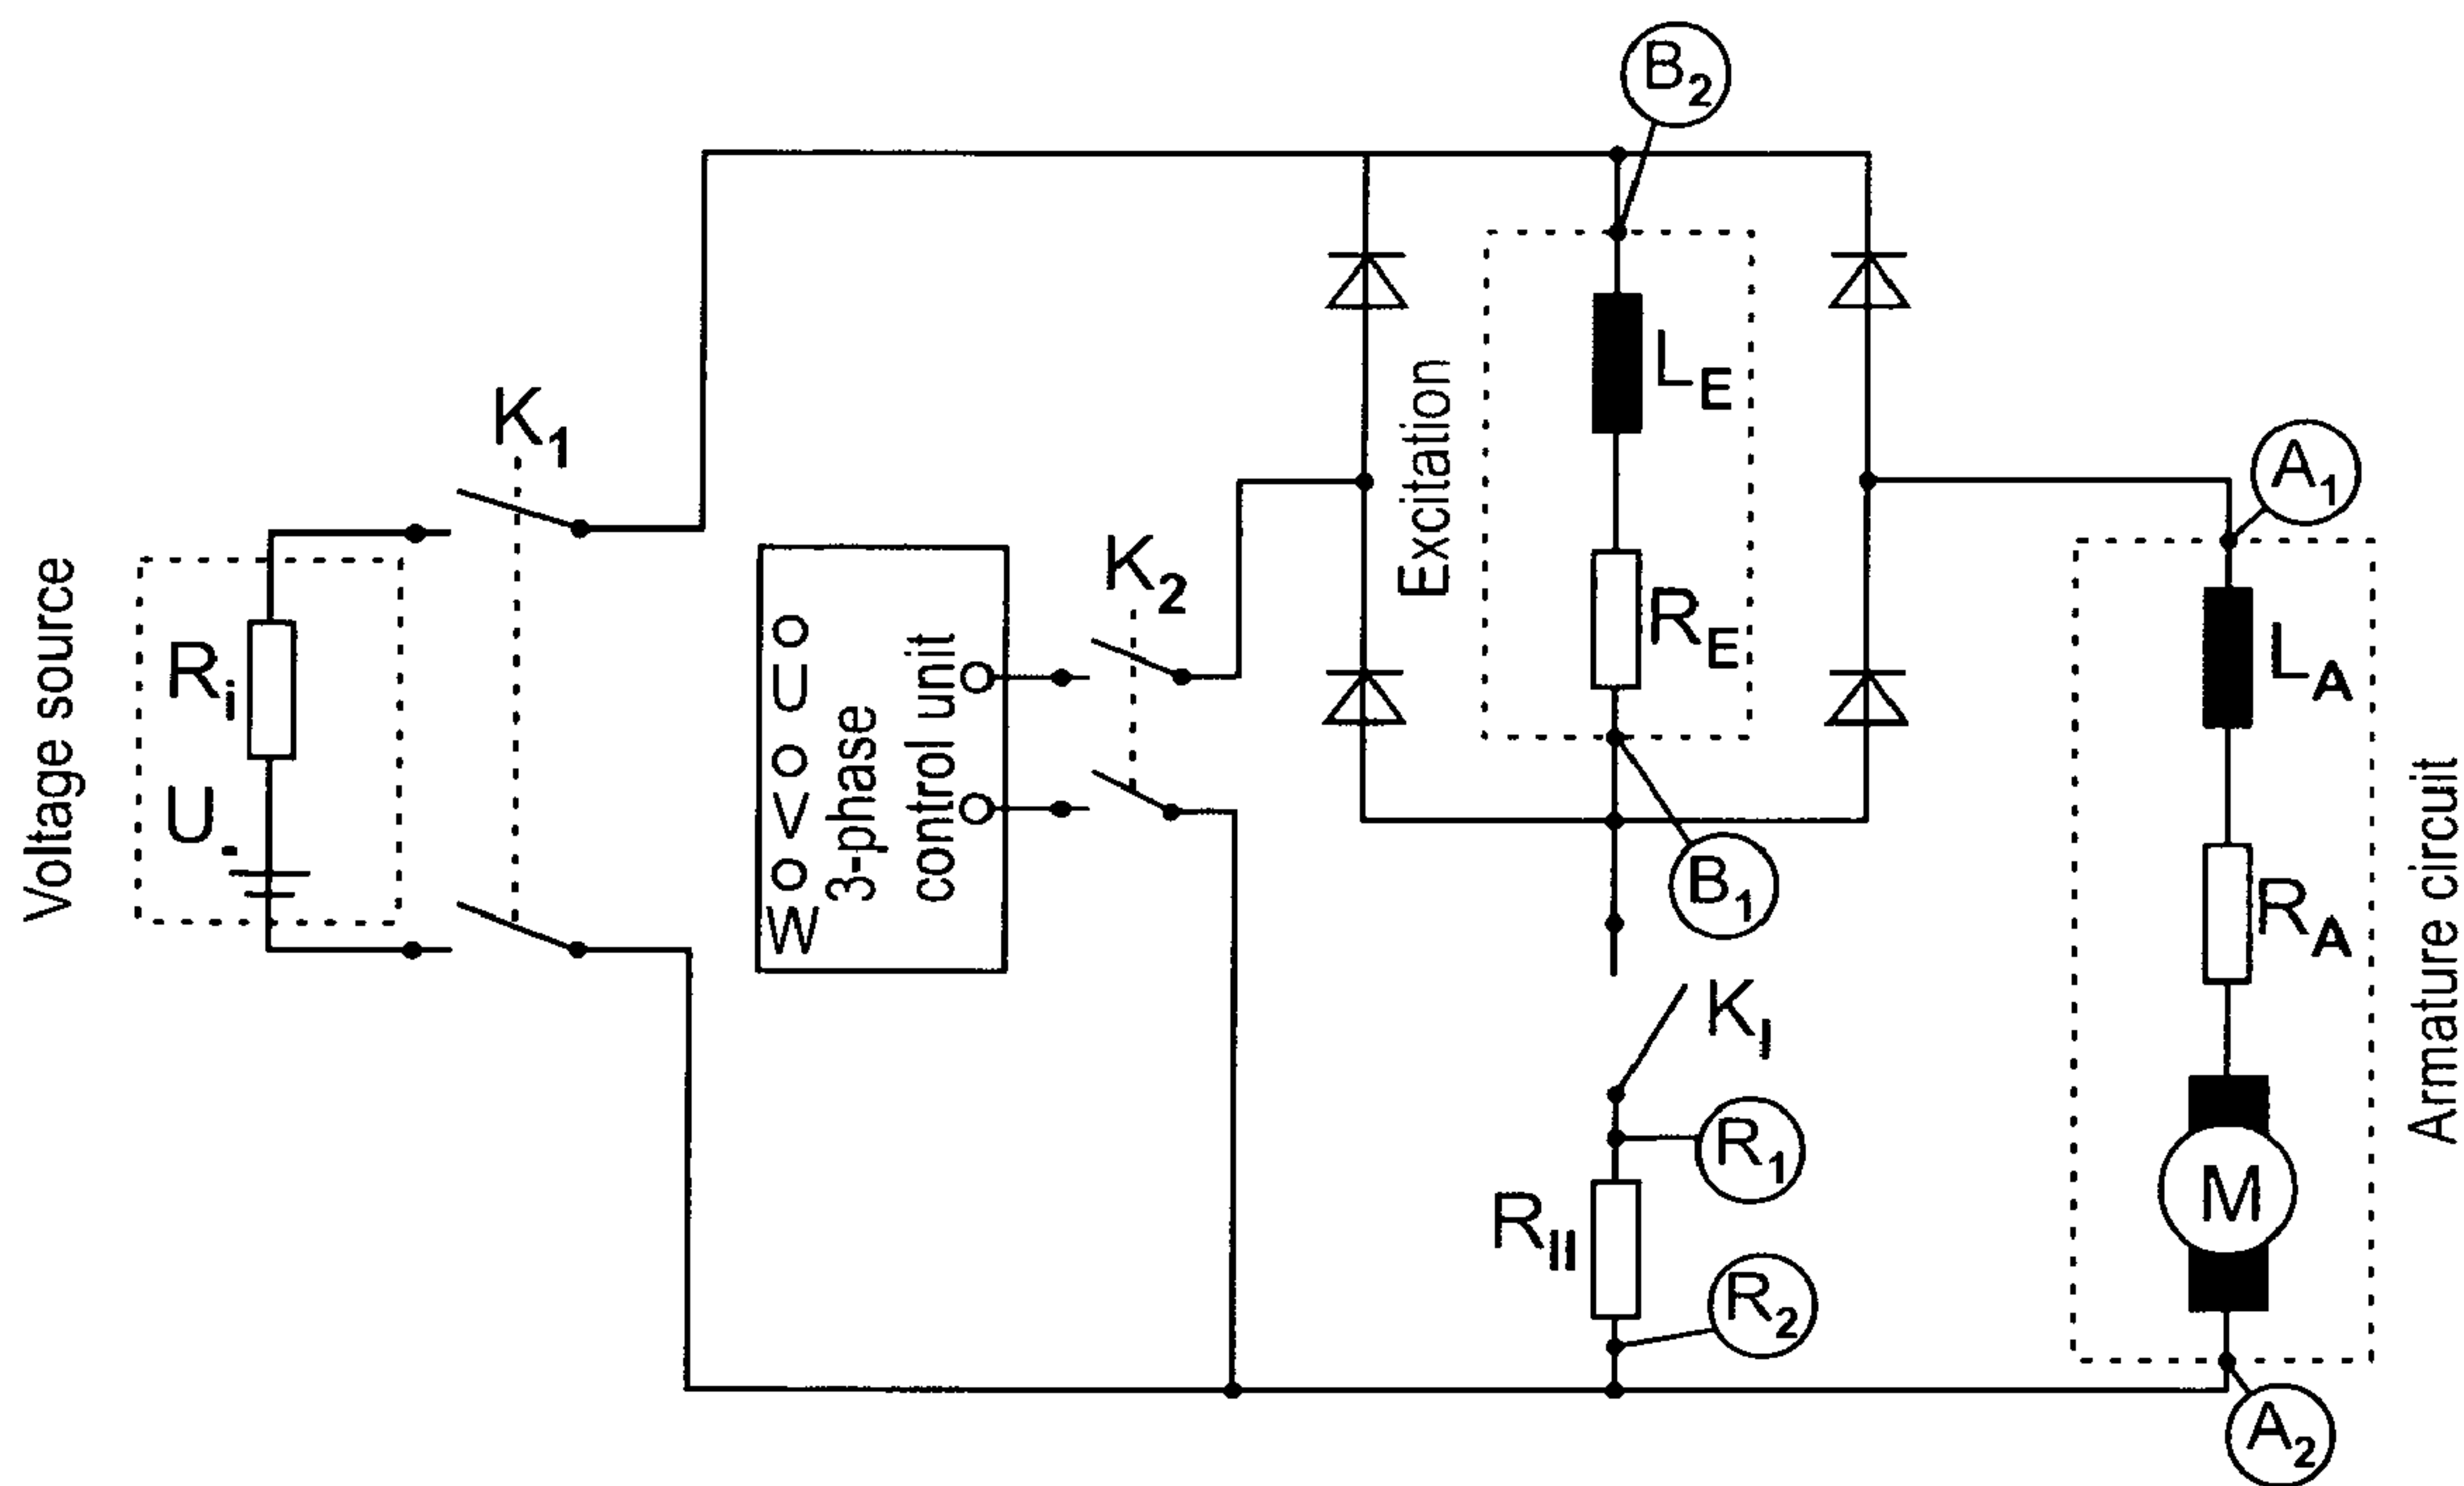 B2
K1
Voltage source
Ri
U-
U
V
W
3-phase
control unit
K2
Excitation
LE
RE
B1
KI
R1
RII
R2
A1
LA
RA
M
Armature circuit
A2